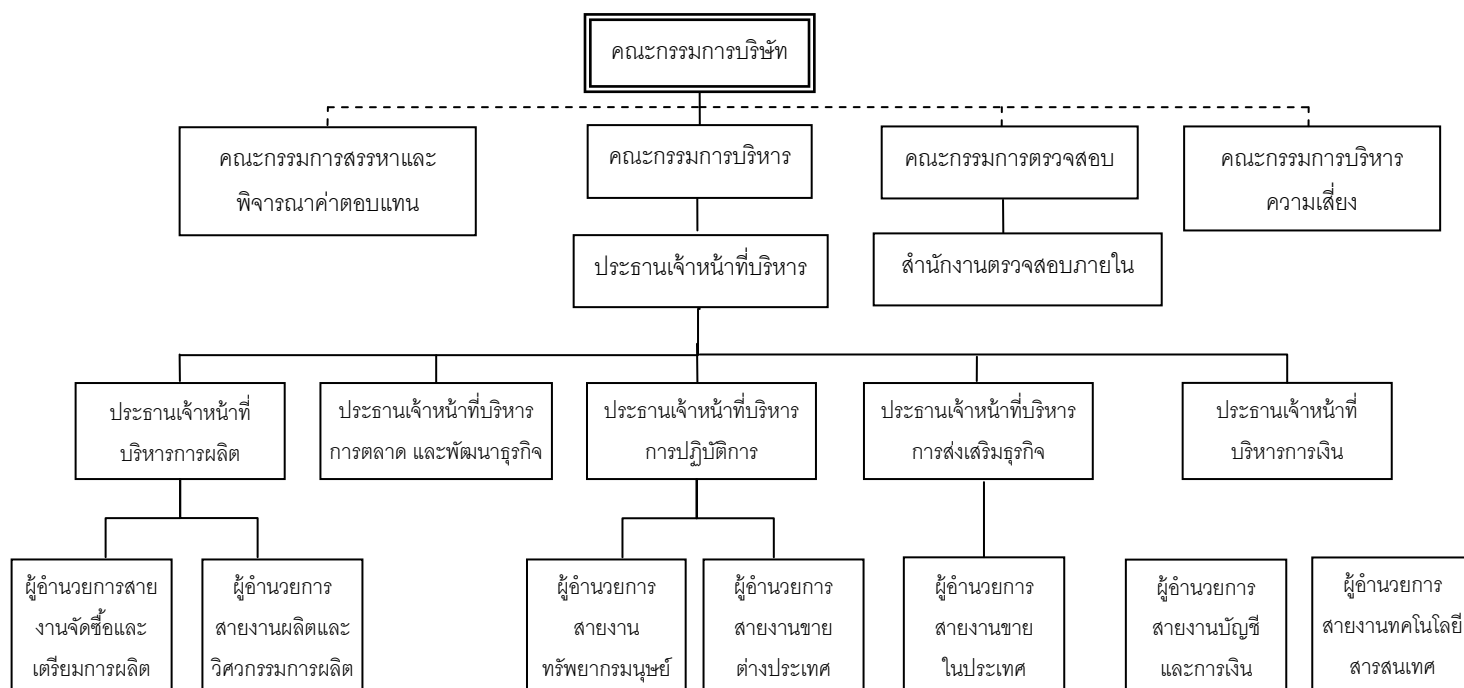 คณะกรรมการบริษัท
คณะกรรมการสรรหาและ
พิจารณาค่าตอบแทน
คณะกรรมการบริหาร
คณะกรรมการตรวจสอบ
คณะกรรมการบริหาร
ความเสี่ยง
ประธานเจ้าหน้าที่บริหาร
สำนักงานตรวจสอบภายใน
ประธานเจ้าหน้าที่
บริหารการผลิต
ประธานเจ้าหน้าที่บริหาร
การตลาด และพัฒนาธุรกิจ
ประธานเจ้าหน้าที่บริหาร
การปฏิบัติการ
ประธานเจ้าหน้าที่บริหาร
การส่งเสริมธุรกิจ
ประธานเจ้าหน้าที่
บริหารการเงิน
ผู้อำนวยการสาย
งานจัดซื้อและ
เตรียมการผลิต
ผู้อำนวยการ
สายงานผลิตและ
วิศวกรรมการผลิต
ผู้อำนวยการ
สายงาน
ทรัพยากรมนุษย์
ผู้อำนวยการ
สายงานขาย
ต่างประเทศ
ผู้อำนวยการ
สายงานขาย
ในประเทศ
ผู้อำนวยการ
สายงานบัญชี
และการเงิน
ผู้อำนวยการ
สายงานทคโนโลยี
สารสนเทศ